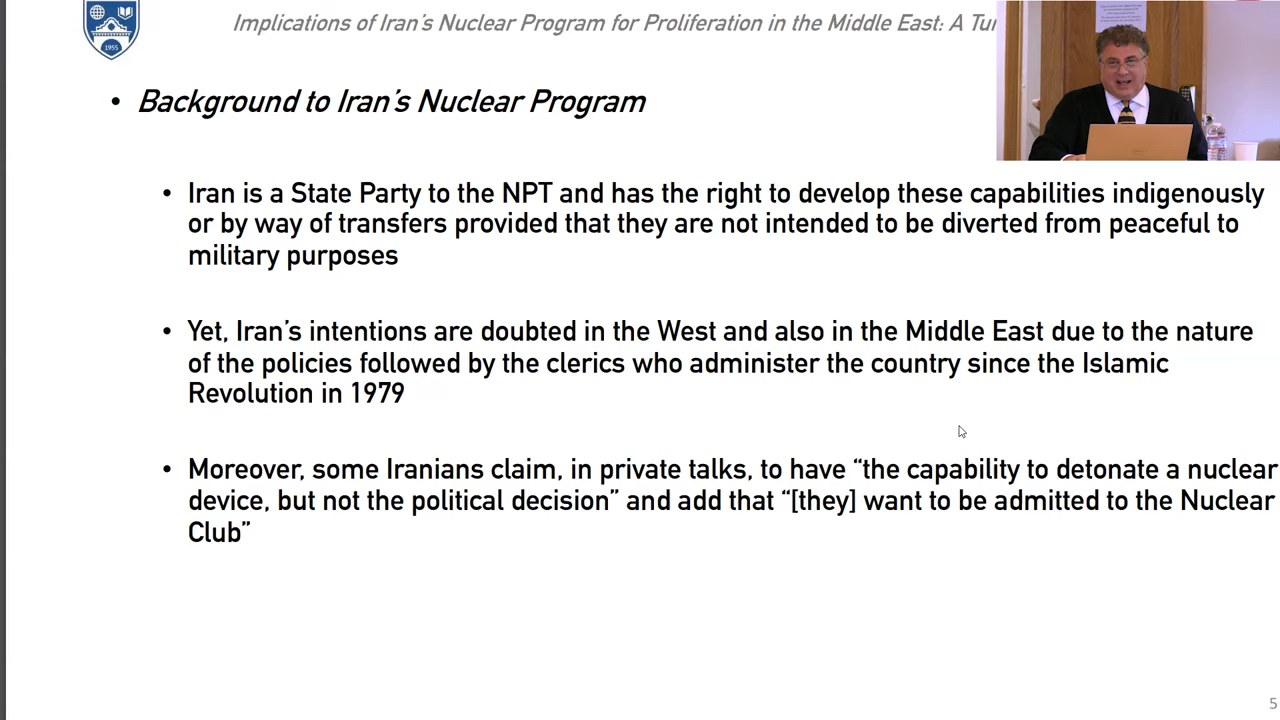 Implications of Iran's Nuclear Program for Proliferation in the Middle East: A Tur
1955
• Background to Iran's Nuclear Program
• Iran is a State Party to the NPT and has the right to develop these capabilities indigenously
or by way of transfers provided that they are not intended to be diverted from peaceful to
military purposes
• Yet, Iran's intentions are doubted in the West and also in the Middle East due to the nature
of the policies followed by the clerics who administer the country since the Islamic
Revolution in 1979
• Moreover, some Iranians claim, in private talks, to have “the capability to detonate a nuclear
device, but not the political decision” and add that “[they] want to be admitted to the Nuclear
Club”
5